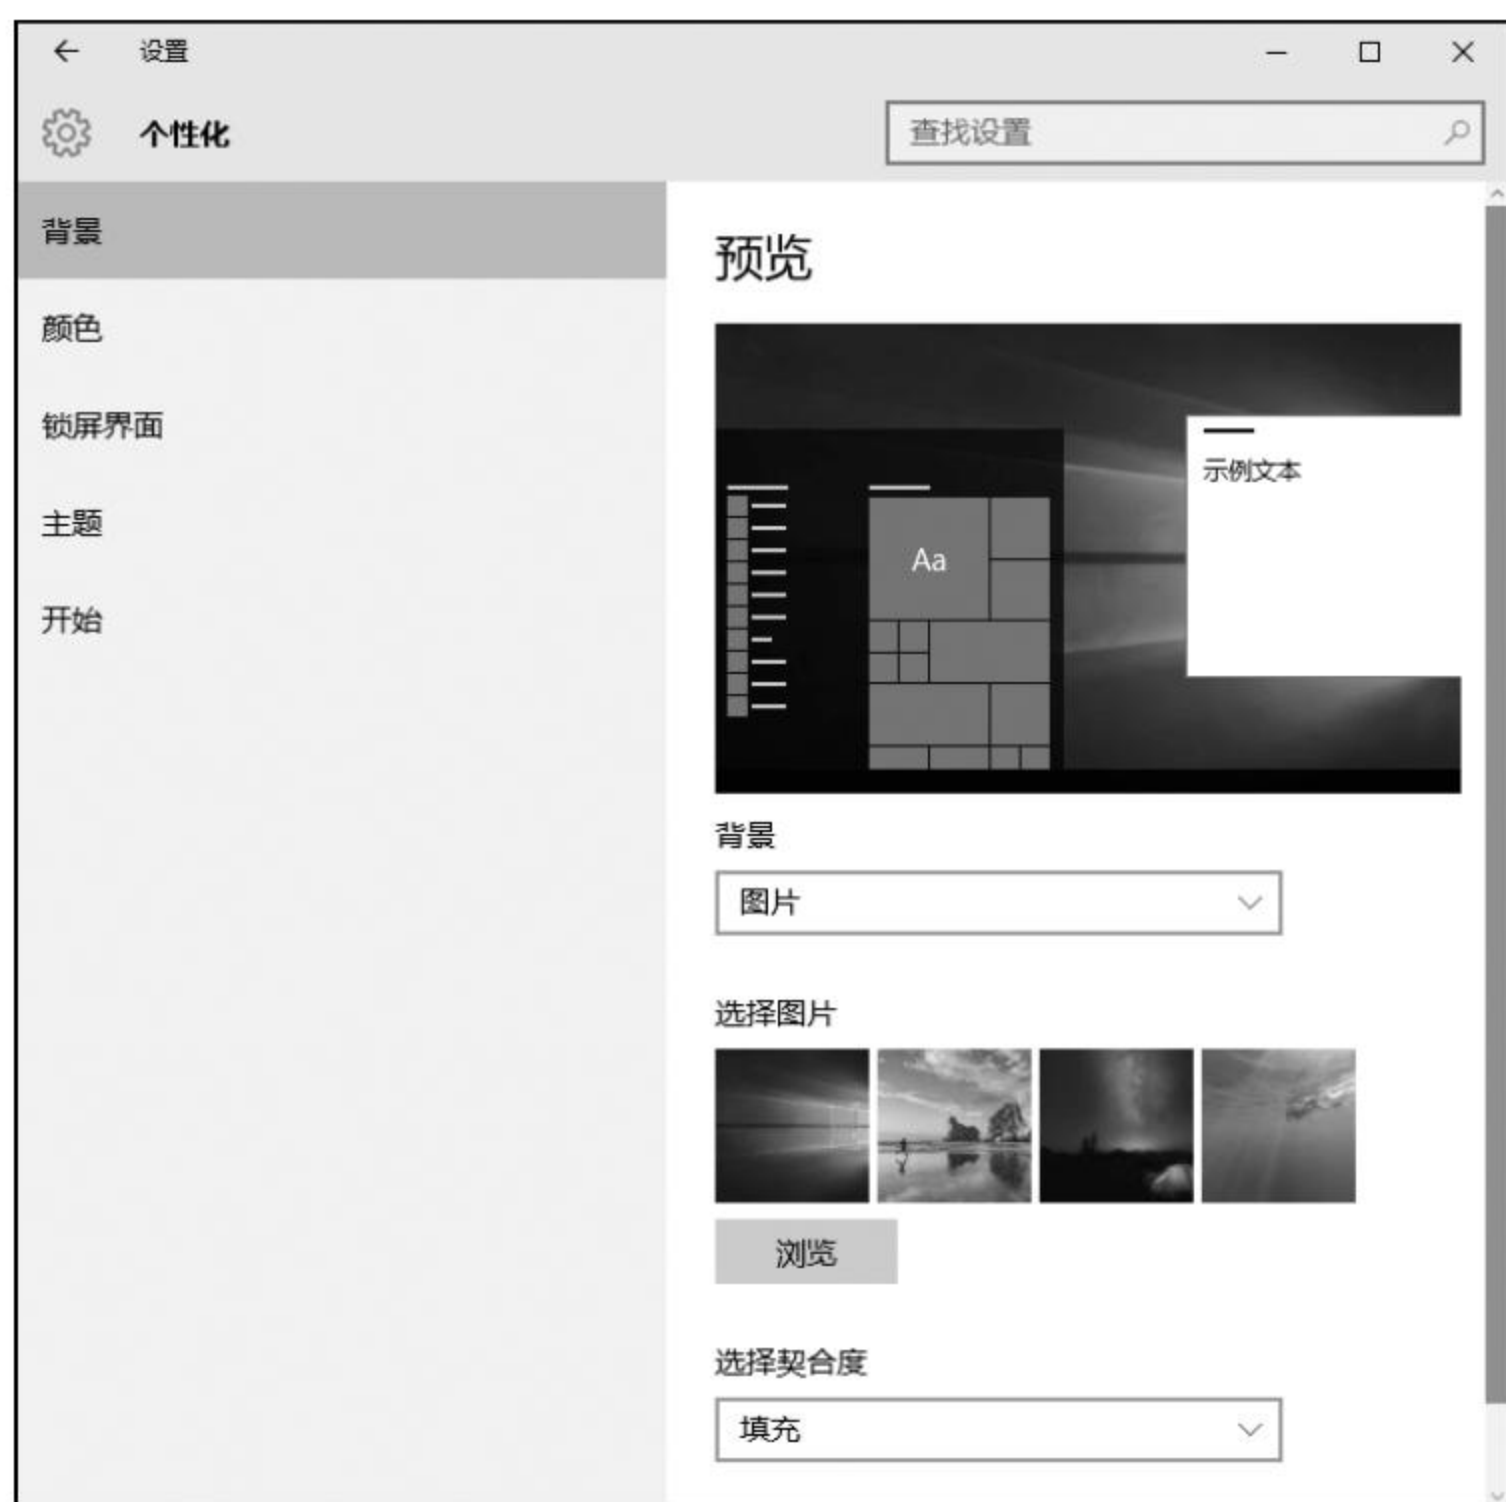 设置
个性化
查找设置
背景
颜色
锁屏界面
主题
开始
预览
示例文本
Aa
背景
图片
选择图片
浏览
选择契合度
填充